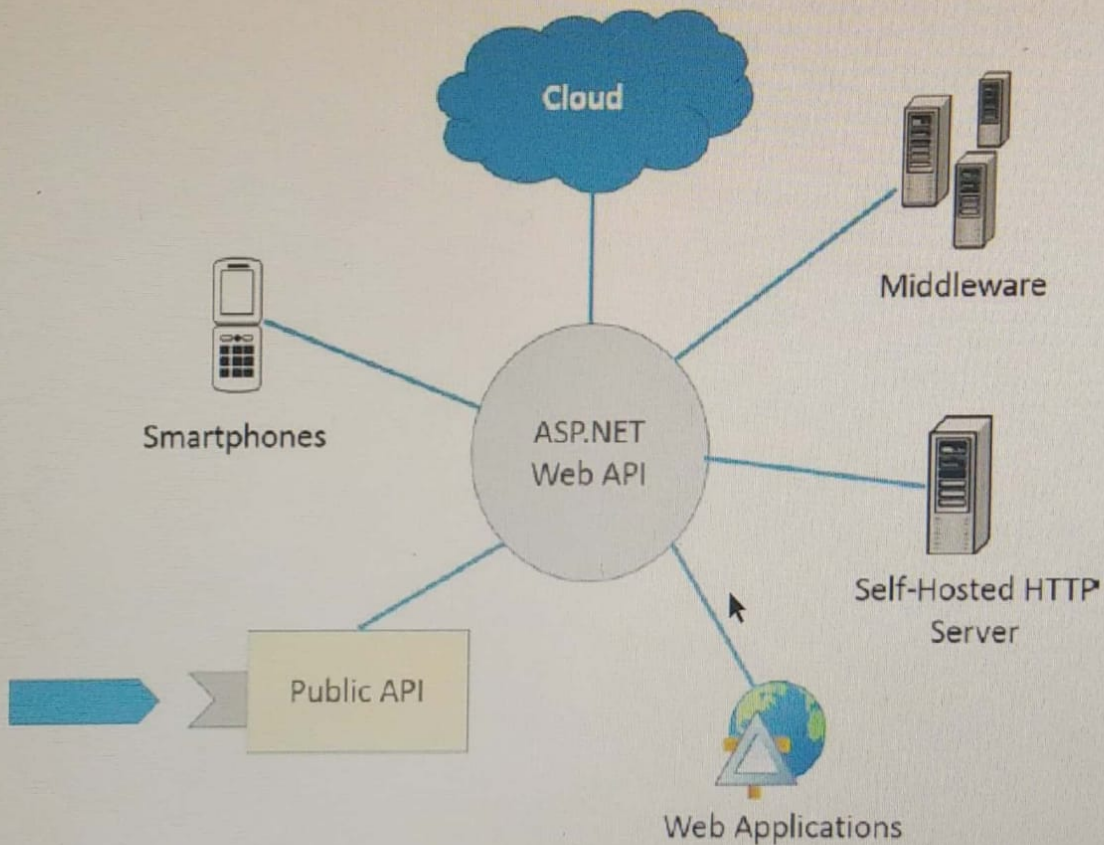 Cloud
Middleware
Smartphones
ASP.NET
Web API
Self-Hosted HTTP
Server
Public API
Web Applications